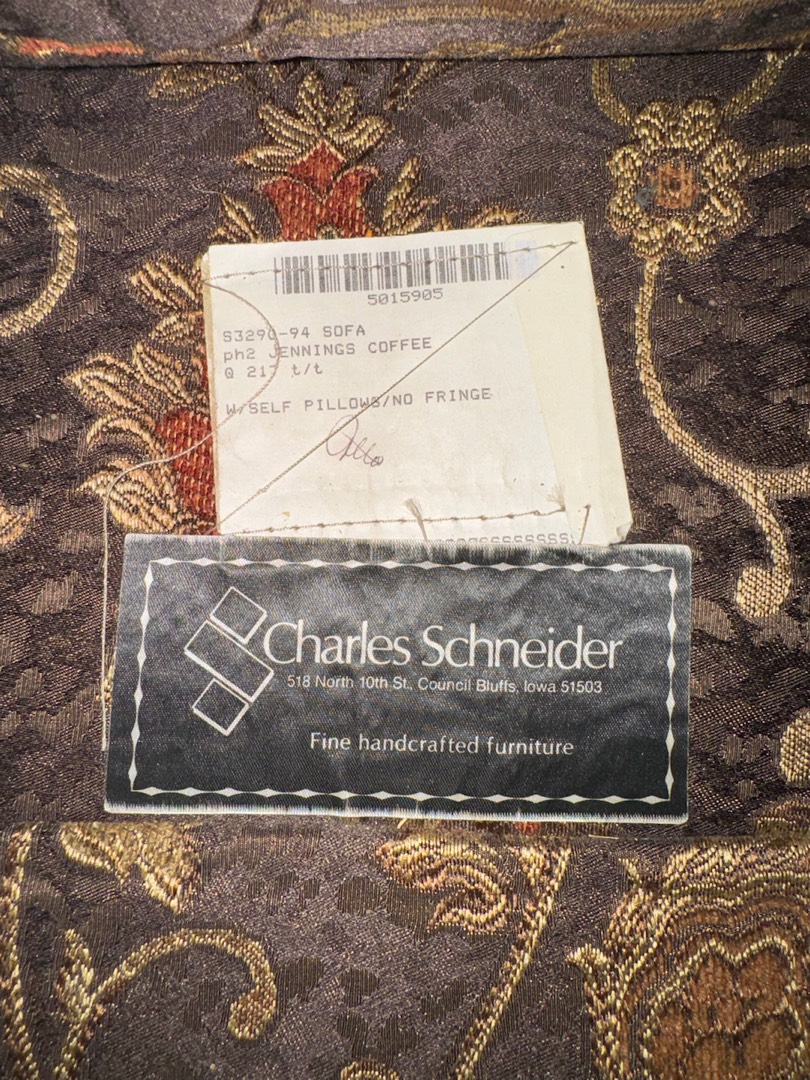 5015905
S3290-94 SOFA
ph2 JENNINGS COFFEE
Q 217 t/t
W/SELF PILLOWS/NO FRINGE
Charles Schneider
518 North 10th St., Council Bluffs, Iowa 51503
Fine handcrafted furniture